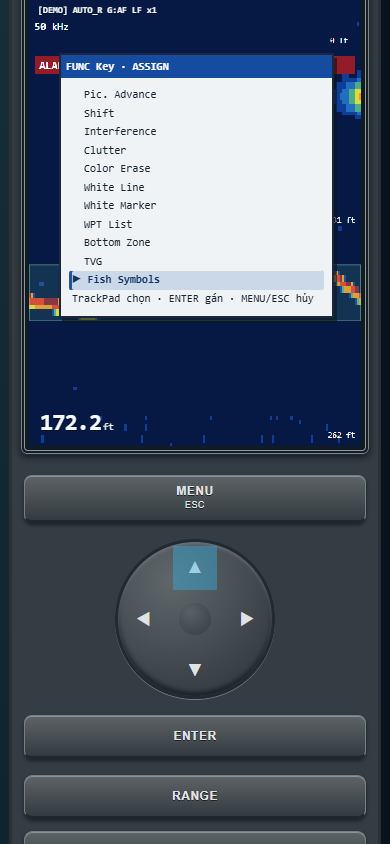 [DEMO] AUTO_R G:AF LF x1
50 kHz
FUNC Key · ASSIGN
Pic. Advance
Shift
Interference
Clutter
Color Erase
White Line
White Marker
WPT List
Bottom Zone
TVG
▶ Fish Symbols
TrackPad chọn · ENTER gán · MENU/ESC hủy
172.2ft
262 ft
MENU
ESC
ENTER
RANGE